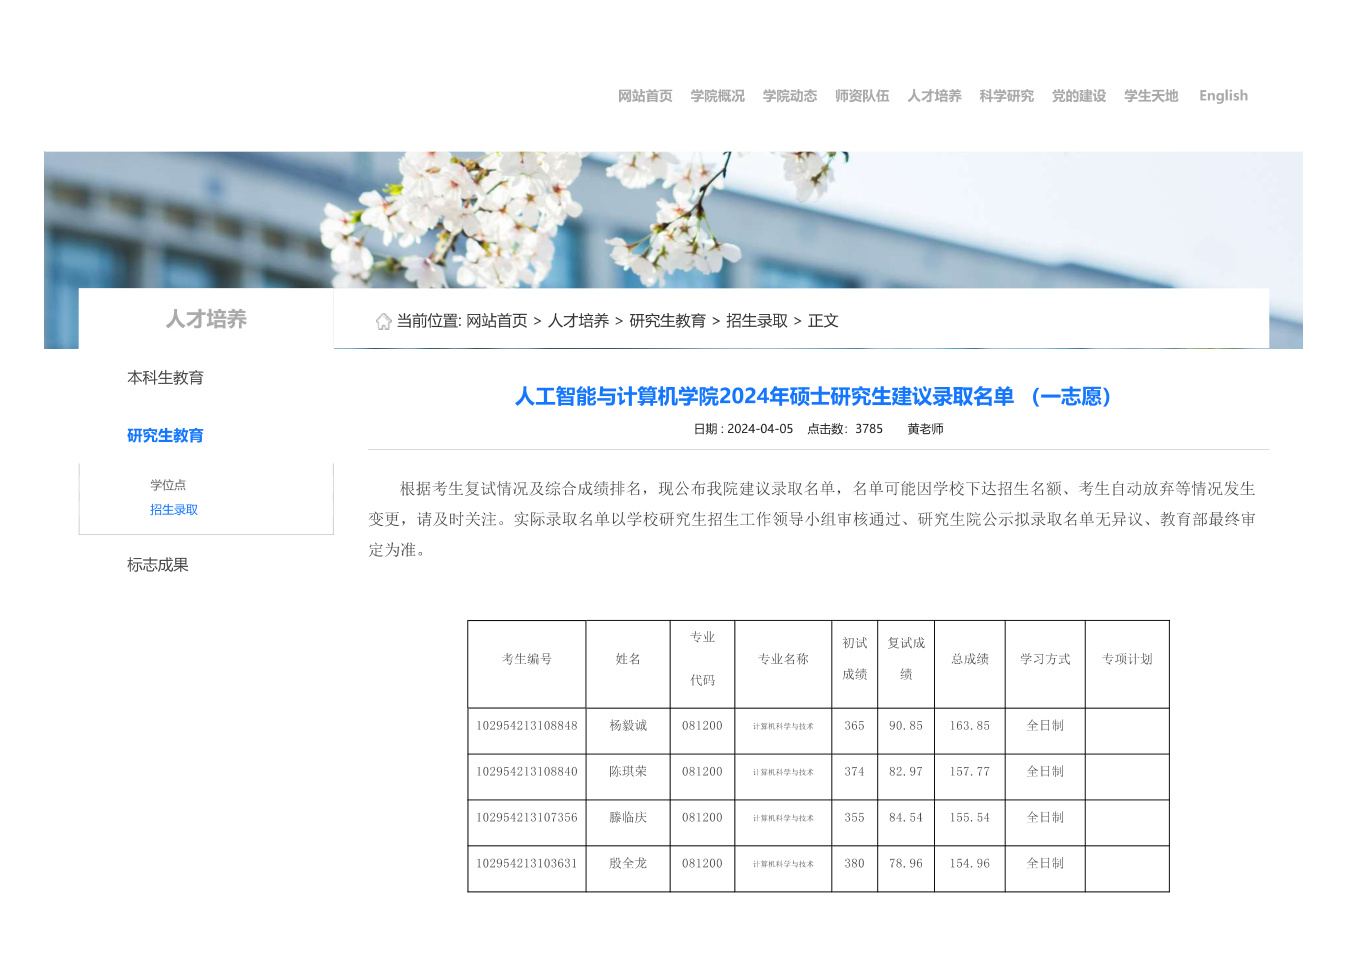 网站首页 学院概况 学院动态 师资队伍 人才培养 科学研究 党的建设 学生天地 English
人才培养
当前位置: 网站首页 > 人才培养 > 研究生教育 > 招生录取 > 正文
本科生教育
研究生教育
学位点
招生录取
标志成果
人工智能与计算机学院2024年硕士研究生建议录取名单 （一志愿）
日期 : 2024-04-05 点击数：3785 黄老师
根据考生复试情况及综合成绩排名，现公布我院建议录取名单，名单可能因学校下达招生名额、考生自动放弃等情况发生
变更，请及时关注。实际录取名单以学校研究生招生工作领导小组审核通过、研究生院公示拟录取名单无异议、教育部最终审
定为准。
考生编号 姓名 专业代码 专业名称 初试成绩 复试成绩 总成绩 学习方式 专项计划
102954213108848 杨毅诚 081200 计算机科学与技术 365 90.85 163.85 全日制
102954213108840 陈琪荣 081200 计算机科学与技术 374 82.97 157.77 全日制
102954213107356 滕临庆 081200 计算机科学与技术 355 84.54 155.54 全日制
102954213103631 殷全龙 081200 计算机科学与技术 380 78.96 154.96 全日制